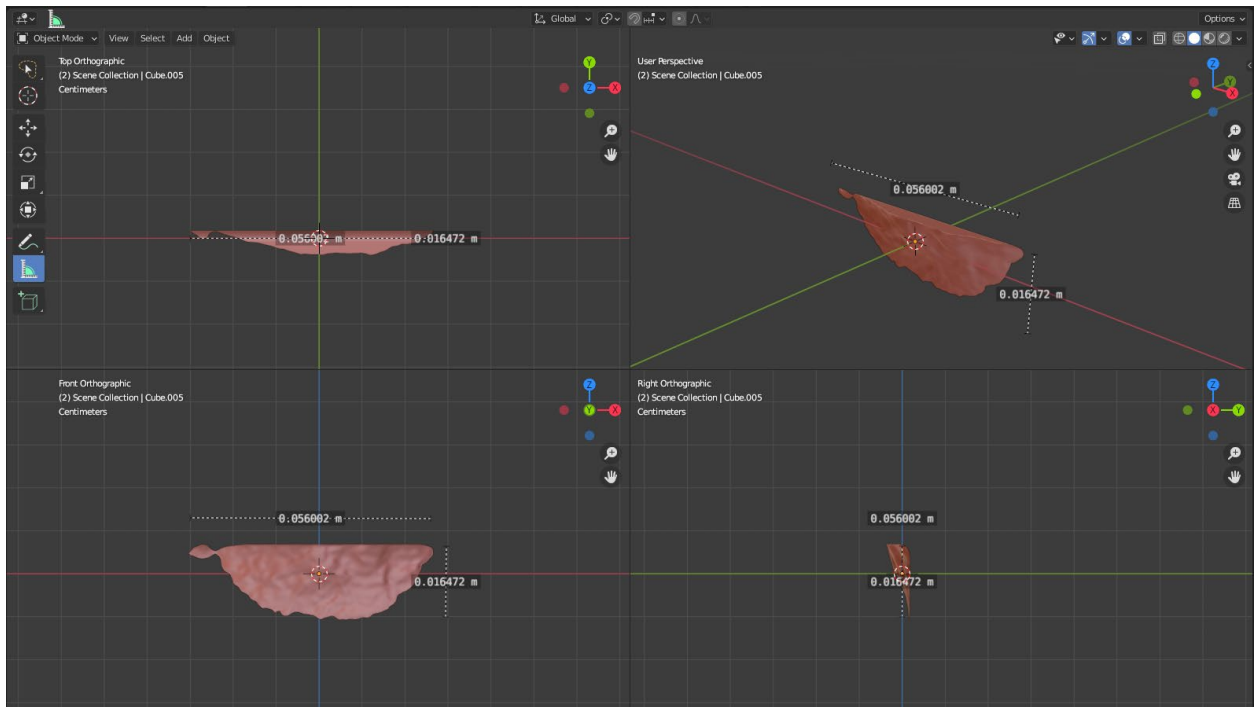 Global
Options
Object Mode View Select Add Object
Top Orthographic
(2) Scene Collection | Cube.005
Centimeters
Y
Z X
0.056002 m
0.016472 m
User Perspective
(2) Scene Collection | Cube.005
Z
Y
X
0.056002 m
0.016472 m
Front Orthographic
(2) Scene Collection | Cube.005
Centimeters
Z
Y X
0.056002 m
0.016472 m
Right Orthographic
(2) Scene Collection | Cube.005
Centimeters
Z
X Y
0.056002 m
0.016472 m